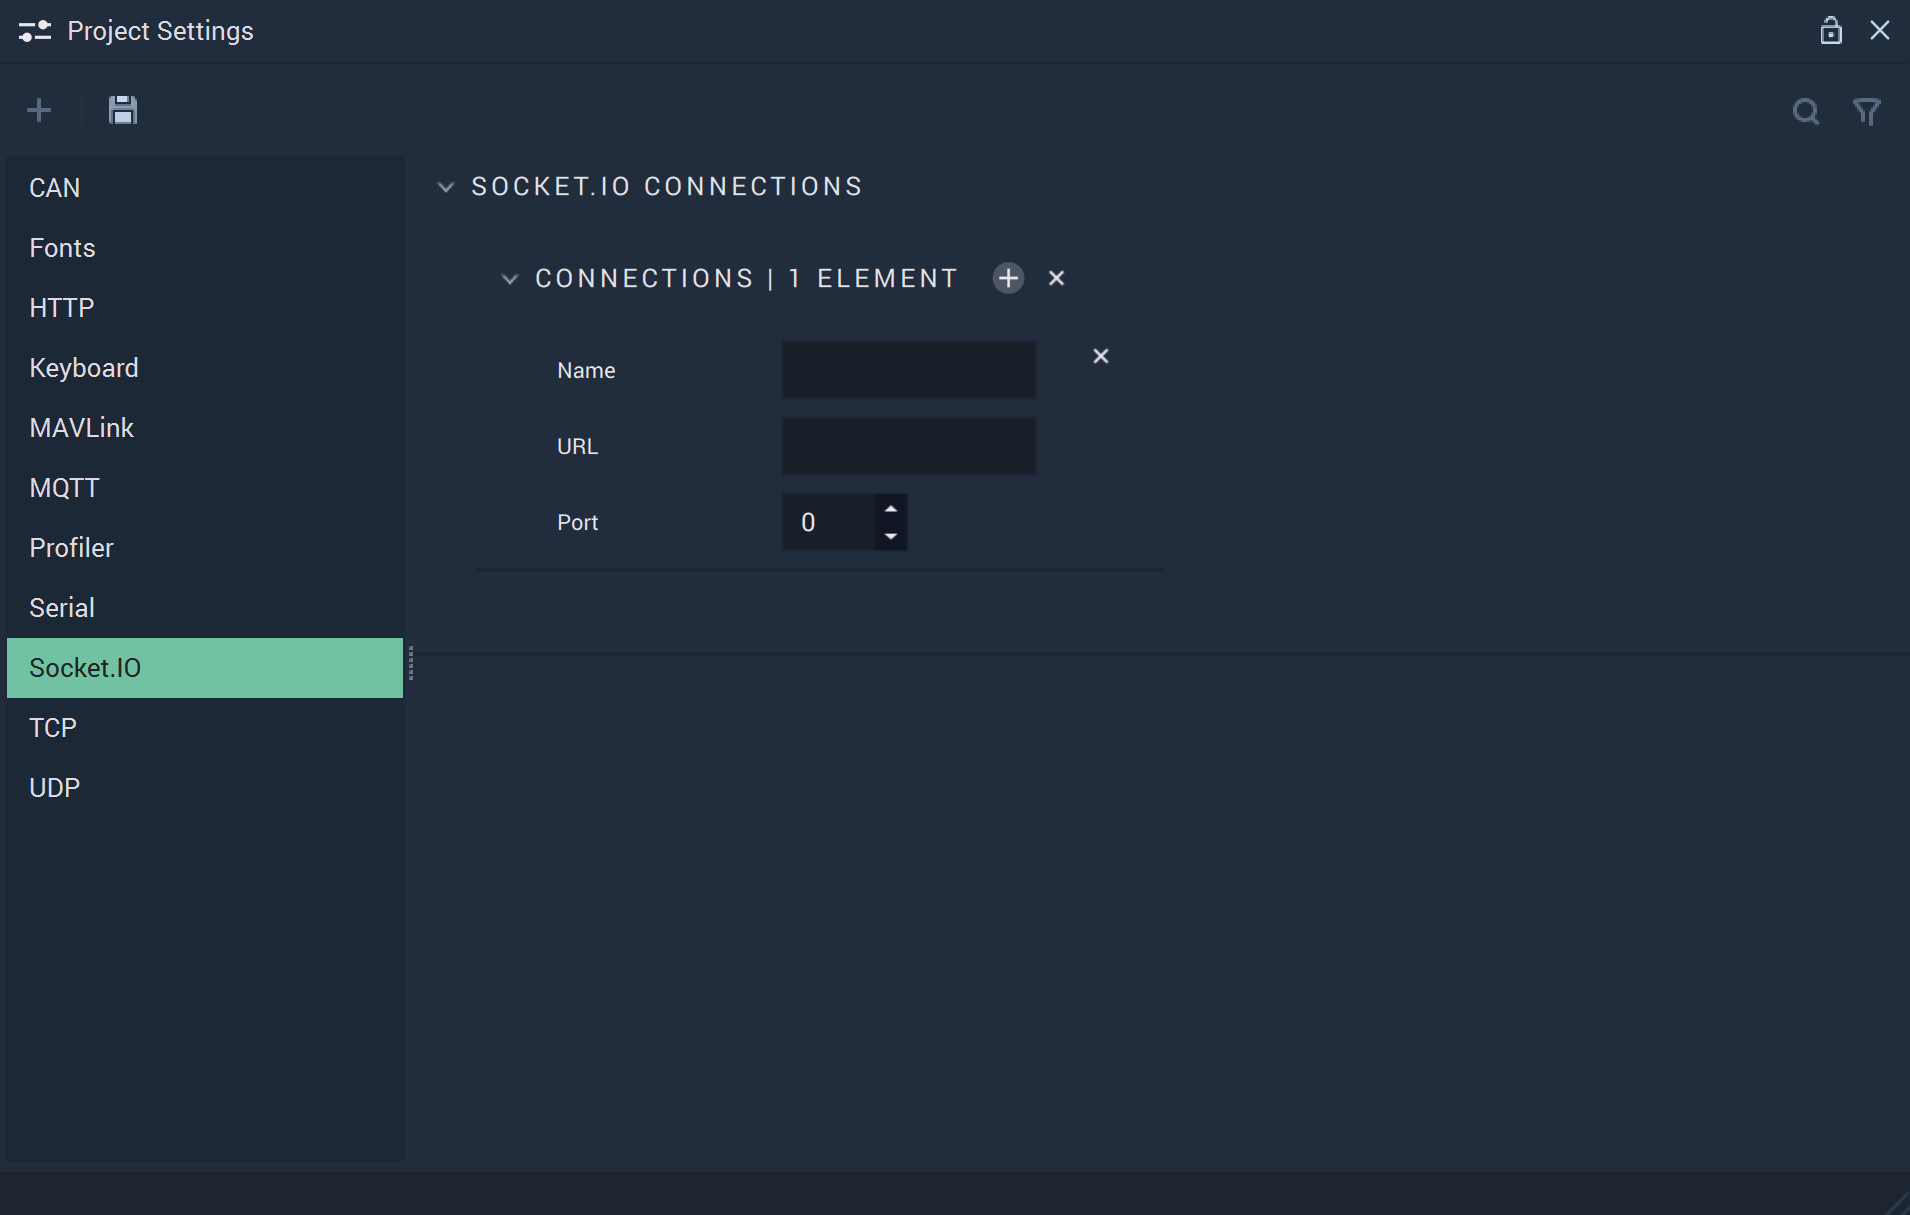 Project Settings
CAN
Fonts
HTTP
Keyboard
MAVLink
MQTT
Profiler
Serial
Socket.IO
TCP
UDP
SOCKET.IO CONNECTIONS
CONNECTIONS | 1 ELEMENT
Name
URL
Port 0